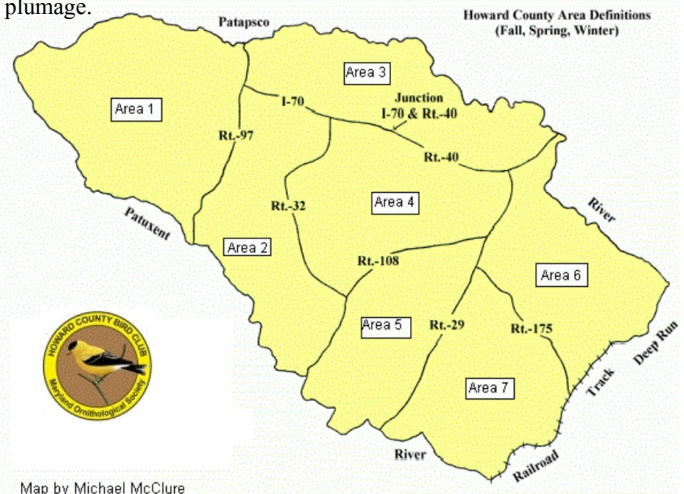 plumage.
Howard County Area Definitions
(Fall, Spring, Winter)
Patapsco
Area 3
Area 1
I-70
Junction
I-70 & Rt.-40
Rt.-97
Rt.-40
Rt.-32
Area 4
River
Patuxent
Area 2
Rt.-108
Area 6
Area 5
Rt.-29
Rt.-175
Deep Run
Track
Area 7
River
Railroad
HOWARD COUNTY BIRD CLUB
Maryland Ornithological Society
Map by Michael McClure